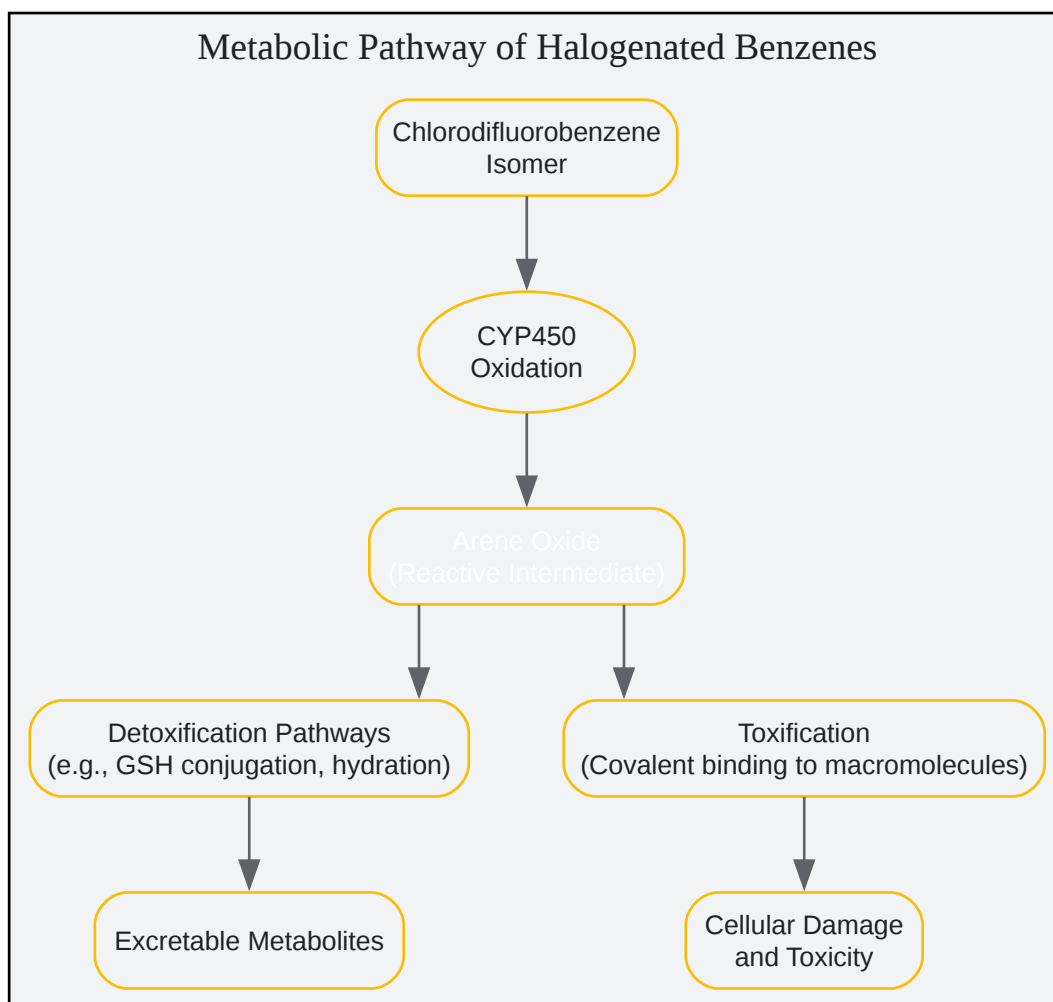 Metabolic Pathway of Halogenated Benzenes
Chlorodifluorobenzene
Isomer
CYP450
Oxidation
Arene Oxide
(Reactive Intermediate)
Detoxification Pathways
(e.g., GSH conjugation, hydration)
Toxification
(Covalent binding to macromolecules)
Excretable Metabolites
Cellular Damage
and Toxicity